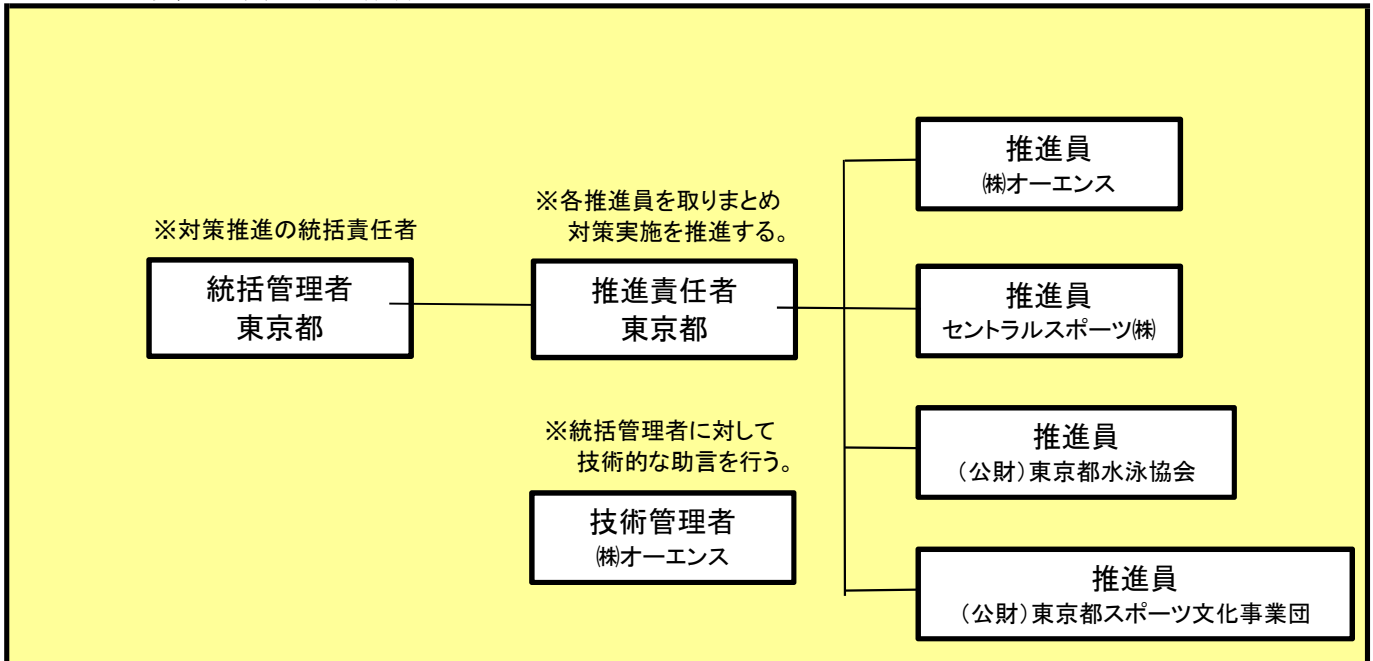 ※対策推進の統括責任者
統括管理者
東京都
※各推進員を取りまとめ
対策実施を推進する。
推進責任者
東京都
※統括管理者に対して
技術的な助言を行う。
技術管理者
㈱オーエンス
推進員
㈱オーエンス
推進員
セントラルスポーツ㈱
推進員
（公財）東京都水泳協会
推進員
（公財）東京都スポーツ文化事業団